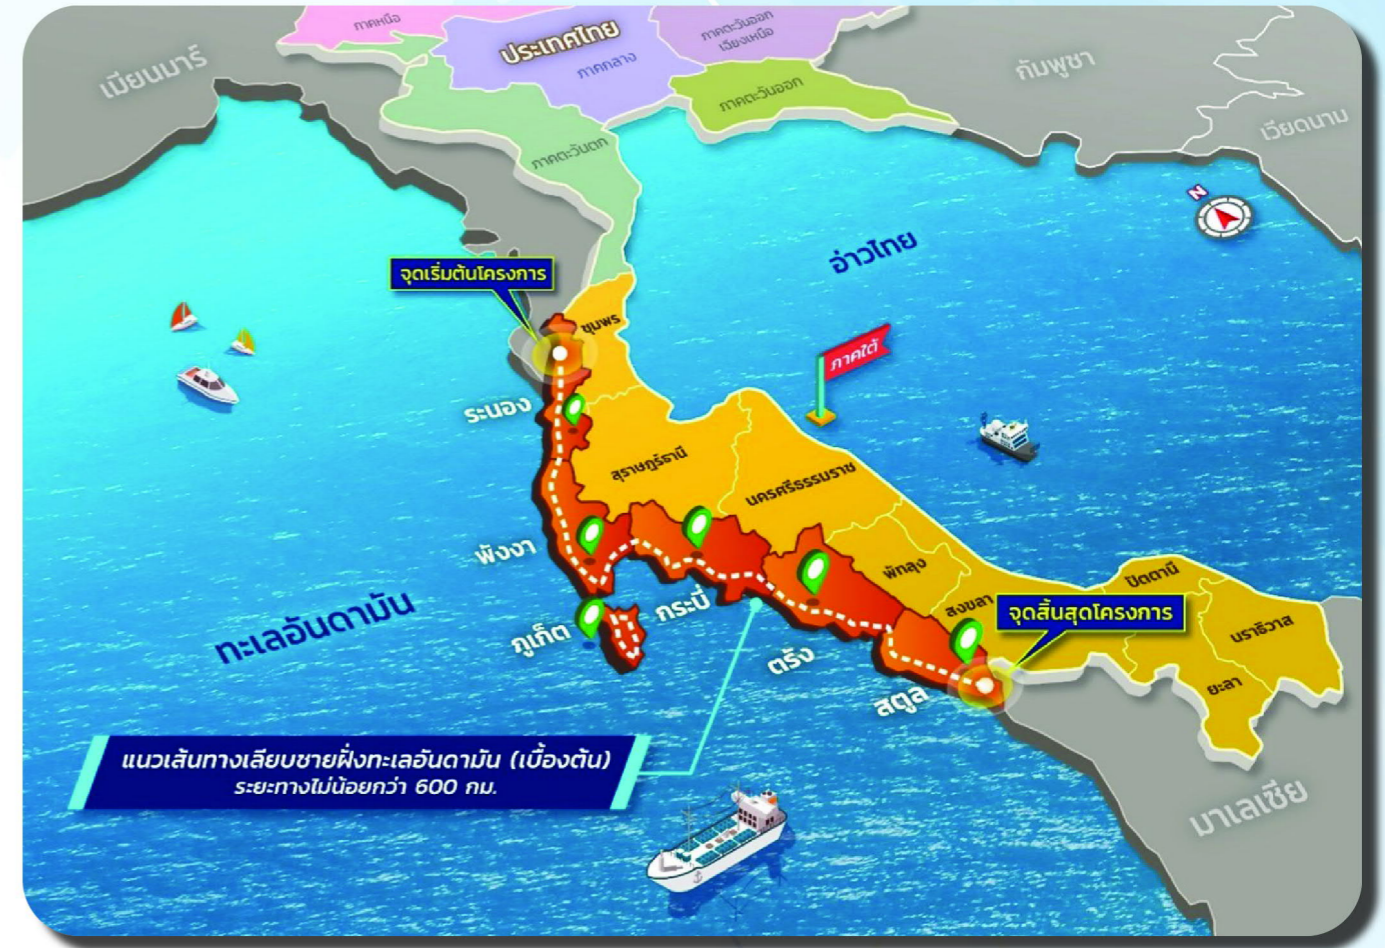 ภาคเหนือ
ประเทศไทย
ภาคกลาง
ภาคตะวันออก
เฉียงเหนือ
เมียนมาร์
กัมพูชา
ภาคตะวันออก
เวียดนาม
ภาคตะวันตก
N
อ่าวไทย
จุดเริ่มต้นโครงการ
ชุมพร
ภาคใต้
ระนอง
สุราษฎร์ธานี
นครศรีธรรมราช
พังงา
พัทลุง
ปัตตานี
สงขลา
จุดสิ้นสุดโครงการ
นราธิวาส
ทะเลอันดามัน
ภูเก็ต
กระบี่
ตรัง
สตูล
ยะลา
แนวเส้นทางเลียบชายฝั่งทะเลอันดามัน (เบื้องต้น)
ระยะทางไม่น้อยกว่า 600 กม.
มาเลเซีย